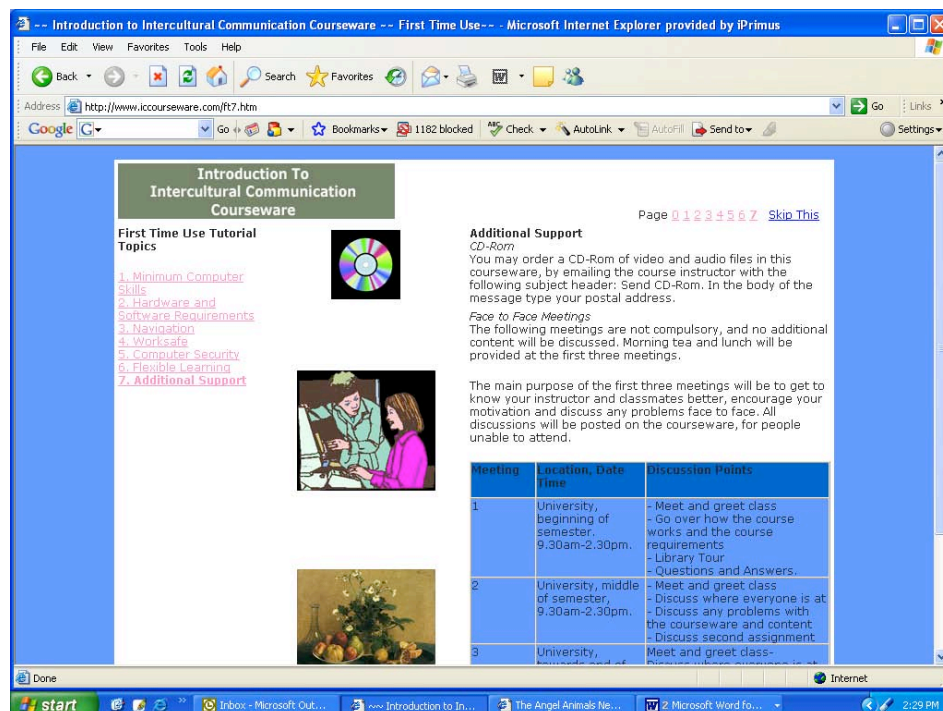 ~~ Introduction to Intercultural Communication Courseware ~~ First Time Use~~ - Microsoft Internet Explorer provided by iPrimus
File Edit View Favorites Tools Help
Back Search Favorites
Address http://www.iccourseware.com/ft7.htm Go Links
Google G Go Bookmarks 1182 blocked Check AutoLink AutoFill Send to Settings
Introduction To
Intercultural Communication
Courseware
Page 0 1 2 3 4 5 6 7 Skip This
First Time Use Tutorial
Topics
1. Minimum Computer
Skills
2. Hardware and
Software Requirements
3. Navigation
4. Worksafe
5. Computer Security
6. Flexible Learning
7. Additional Support
Additional Support
CD-Rom
You may order a CD-Rom of video and audio files in this
courseware, by emailing the course instructor with the
following subject header: Send CD-Rom. In the body of the
message type your postal address.
Face to Face Meetings
The following meetings are not compulsory, and no additional
content will be discussed. Morning tea and lunch will be
provided at the first three meetings.
The main purpose of the first three meetings will be to get to
know your instructor and classmates better, encourage your
motivation and discuss any problems face to face. All
discussions will be posted on the courseware, for people
unable to attend.
Meeting Location, Date Discussion Points
Time
1 University, - Meet and greet class
beginning of - Go over how the course
semester. works and the course
9.30am-2.30pm. requirements
- Library Tour
- Questions and Answers.
2 University, middle - Meet and greet class
of semester, - Discuss where everyone is at
9.30am-2.30pm. - Discuss any problems with
the courseware and content
- Discuss second assignment
3 University, Meet and greet class-
towards end of Discuss where everyone is at
Done Internet
start Inbox - Microsoft Out... ~~ Introduction to In... The Angel Animals Ne... 2 Microsoft Word fo... 2:29 PM